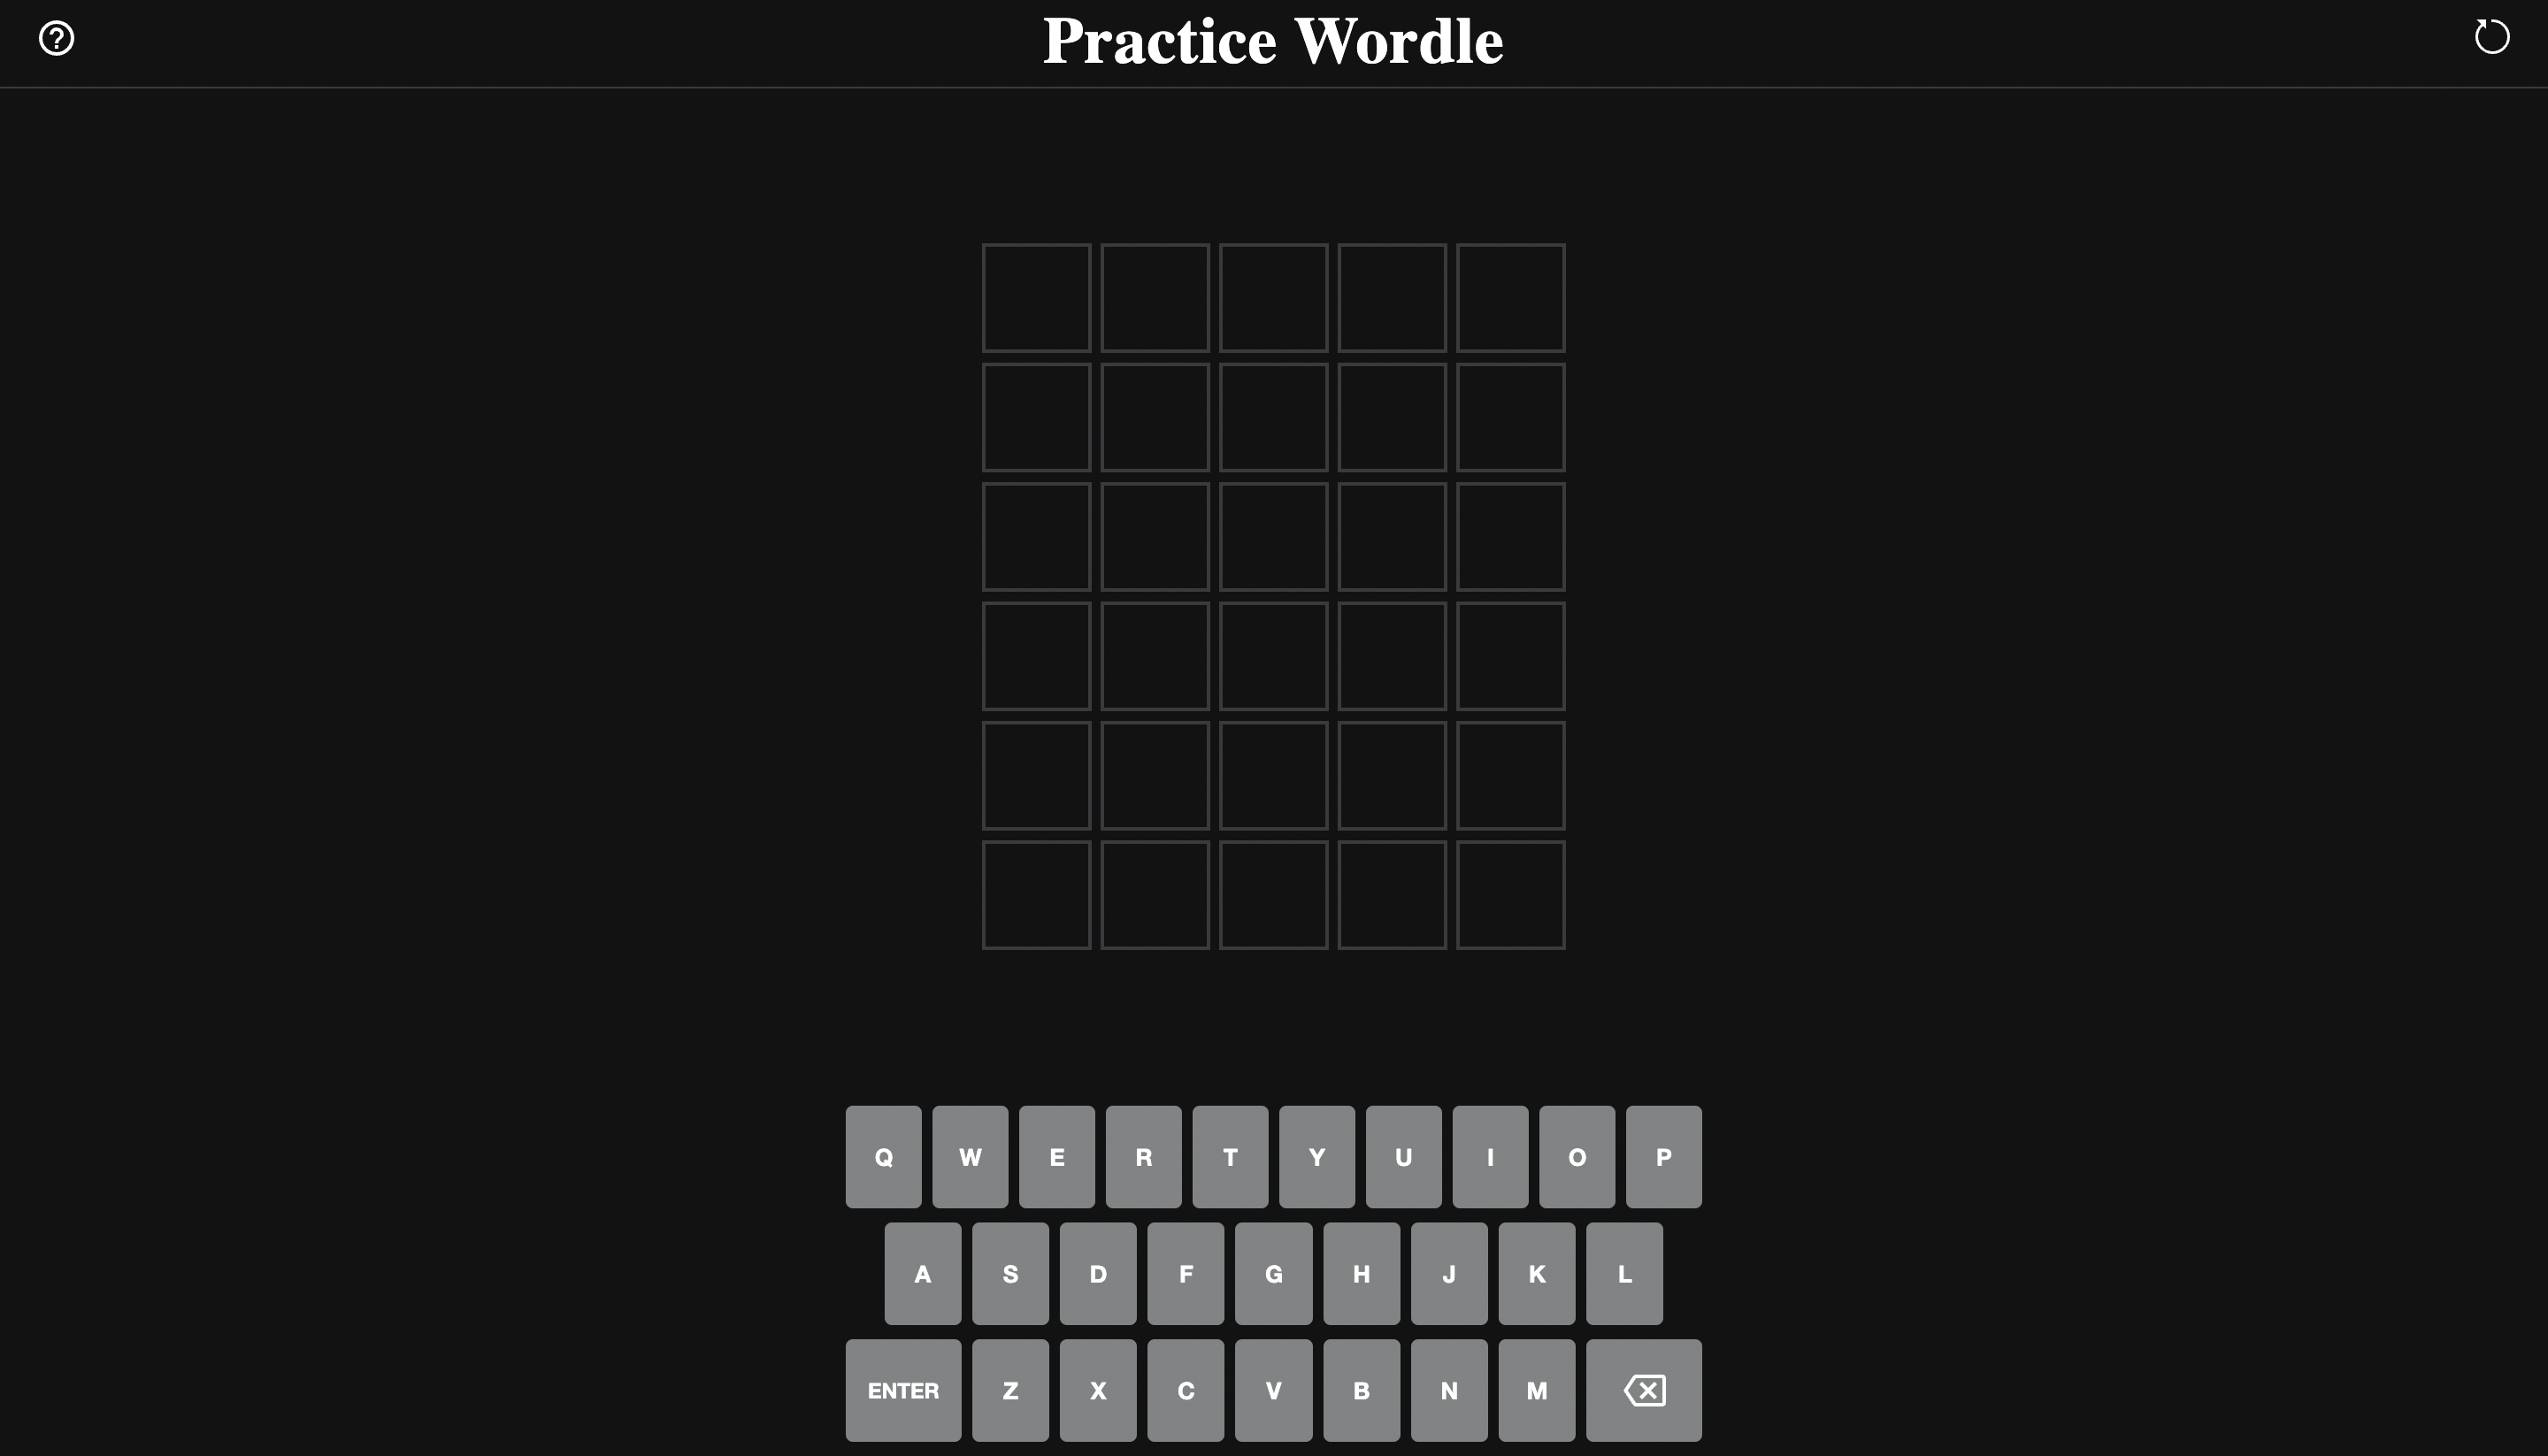 Practice Wordle
Q W E R T Y U I O P
A S D F G H J K L
ENTER Z X C V B N M